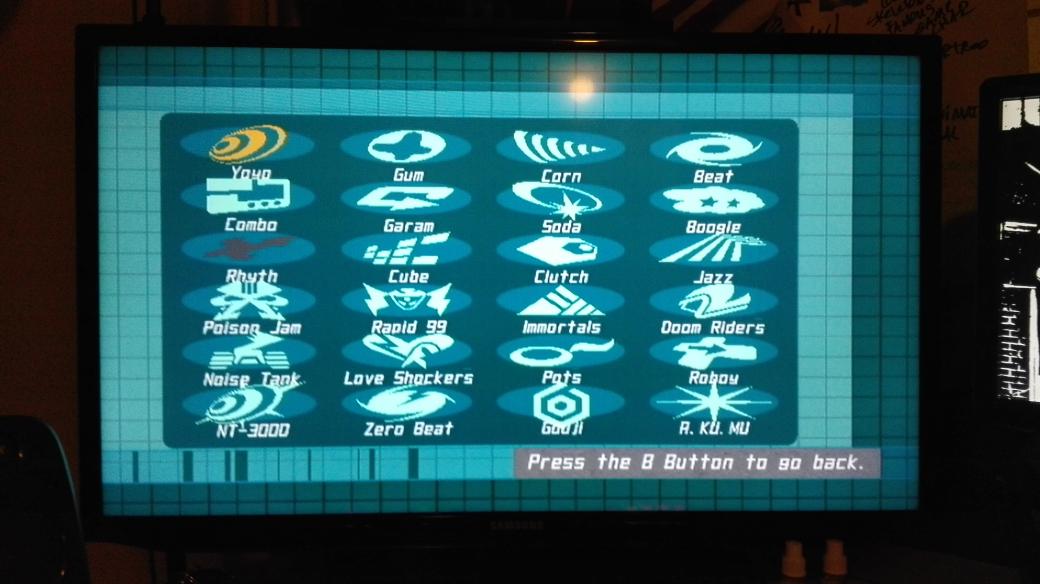 Yoyo Gum Corn Beat
Combo Garam Soda Boogie
Rhyth Cube Clutch Jazz
Poison Jam Rapid 99 Immortals Doom Riders
Noise Tank Love Shockers Pots Roboy
NT-3000 Zero Beat Gouji A. KU. MU
Press the B Button to go back.
SAMSUNG